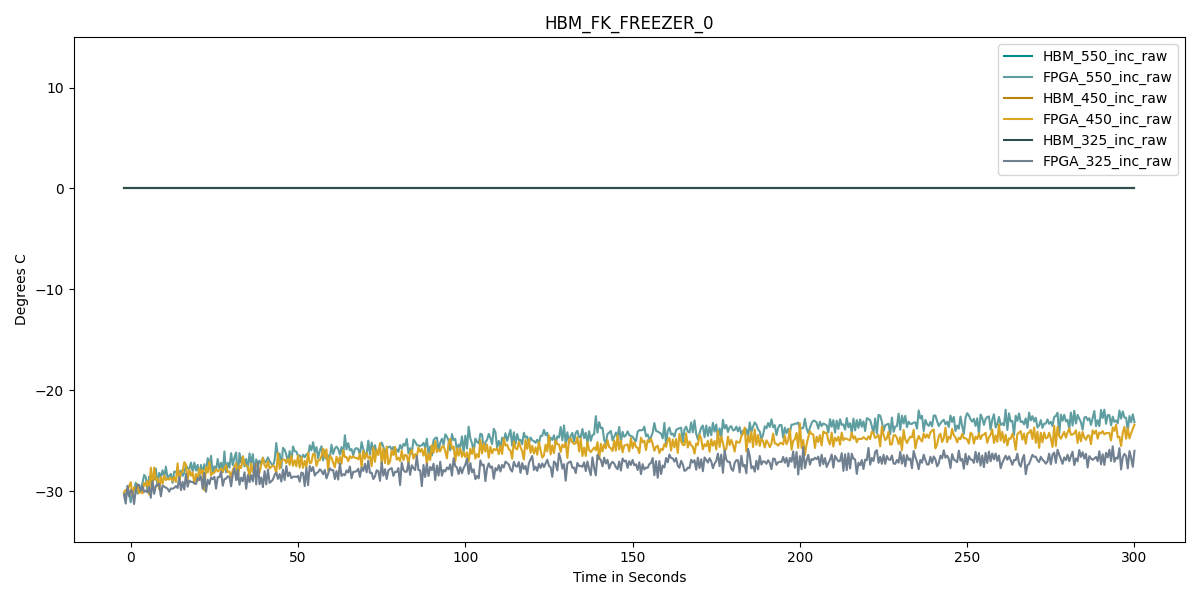 HBM_FK_FREEZER_0
HBM_550_inc_raw
FPGA_550_inc_raw
HBM_450_inc_raw
FPGA_450_inc_raw
HBM_325_inc_raw
FPGA_325_inc_raw
10
0
−10
−20
−30
Degrees C
0 50 100 150 200 250 300
Time in Seconds